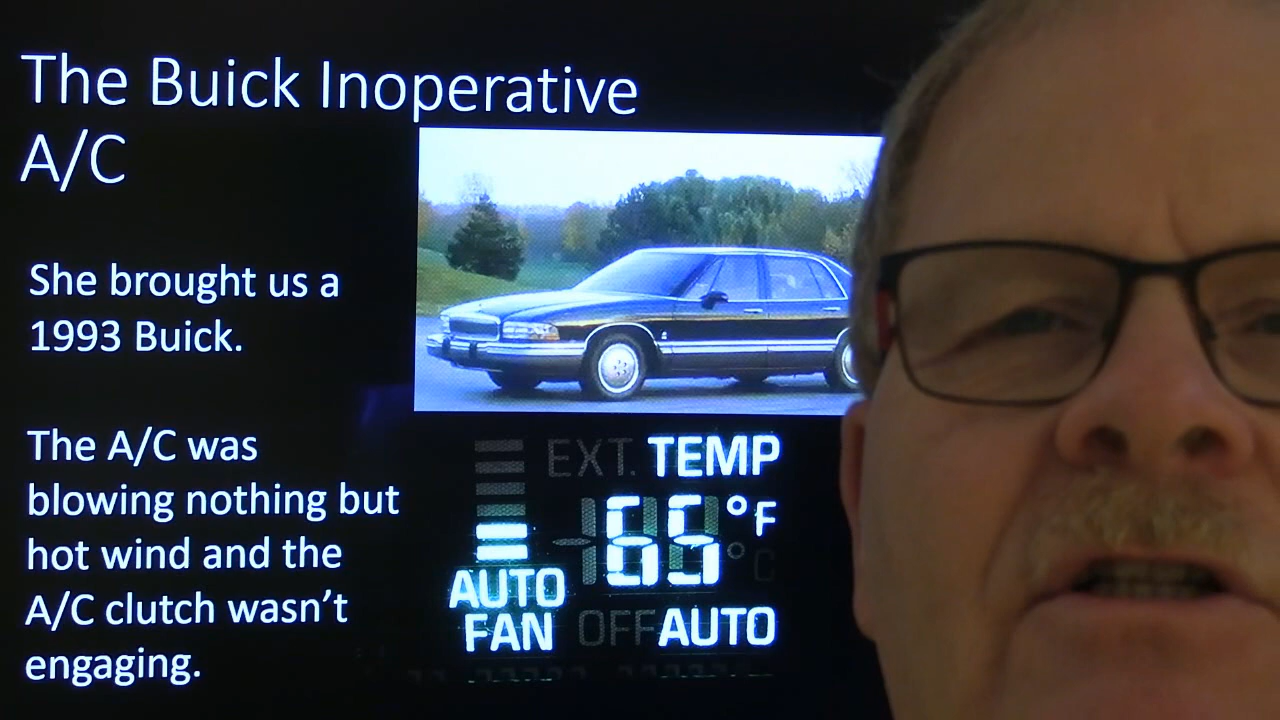 The Buick Inoperative
A/C
She brought us a
1993 Buick.
The A/C was
blowing nothing but
hot wind and the
A/C clutch wasn't
engaging.
EXT. TEMP
65 °F
°C
AUTO
FAN
OFF AUTO